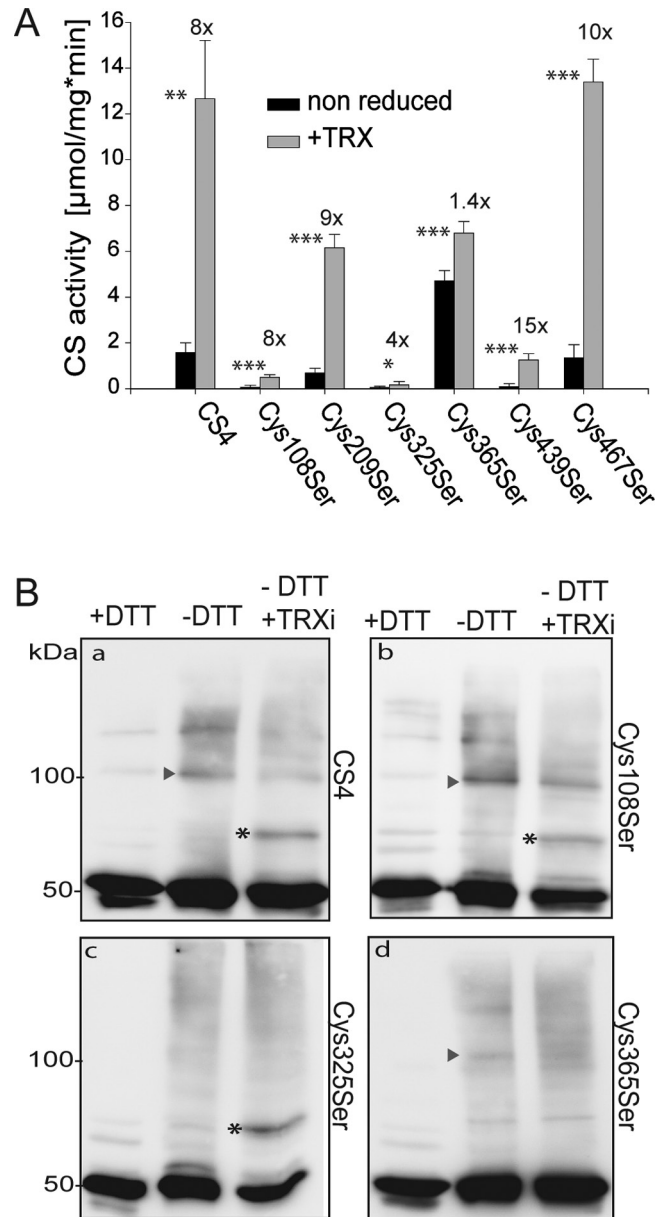 A
CS activity [µmol/mg*min]
16
14
12
10
8
6
4
2
0
non reduced
+TRX
8x
**
8x
***
9x
***
4x
*
1.4x
***
15x
***
10x
***
CS4
Cys108Ser
Cys209Ser
Cys325Ser
Cys365Ser
Cys439Ser
Cys467Ser
B
+DTT -DTT - DTT +TRXi
+DTT -DTT - DTT +TRXi
kDa
100
50
a
*
CS4
b
*
Cys108Ser
100
50
c
*
Cys325Ser
d
Cys365Ser